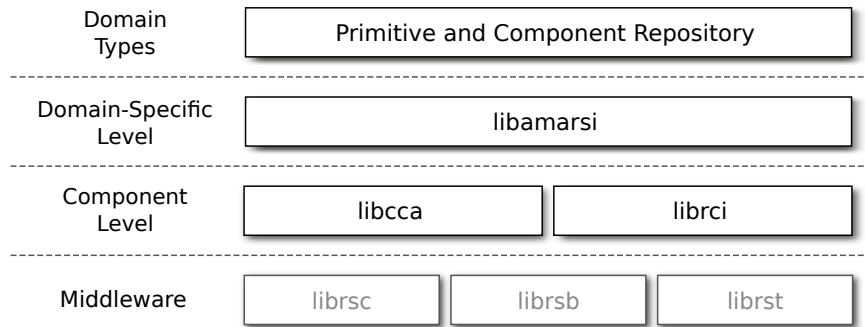 Domain
Types
Primitive and Component Repository
Domain-Specific
Level
libamarsi
Component
Level
libcca
librci
Middleware
librsc
librsb
librst